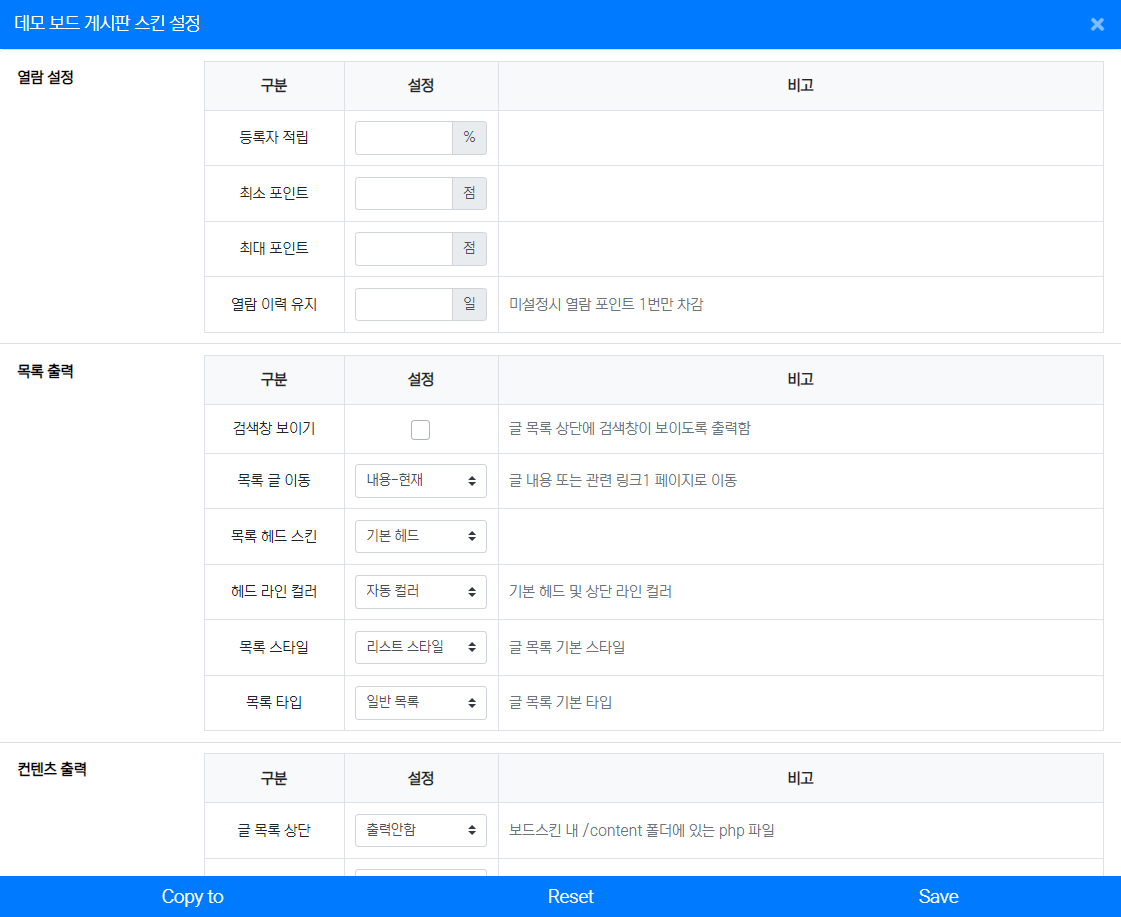 데모 보드 게시판 스킨 설정
×
열람 설정
구분 설정 비고
등록자 적립 %
최소 포인트 점
최대 포인트 점
열람 이력 유지 일 미설정시 열람 포인트 1번만 차감
목록 출력
구분 설정 비고
검색창 보이기 글 목록 상단에 검색창이 보이도록 출력함
목록 글 이동 내용-현재 글 내용 또는 관련 링크1 페이지로 이동
목록 헤드 스킨 기본 헤드
헤드 라인 컬러 자동 컬러 기본 헤드 및 상단 라인 컬러
목록 스타일 리스트 스타일 글 목록 기본 스타일
목록 타입 일반 목록 글 목록 기본 타입
컨텐츠 출력
구분 설정 비고
글 목록 상단 출력안함 보드스킨 내 /content 폴더에 있는 php 파일
Copy to Reset Save